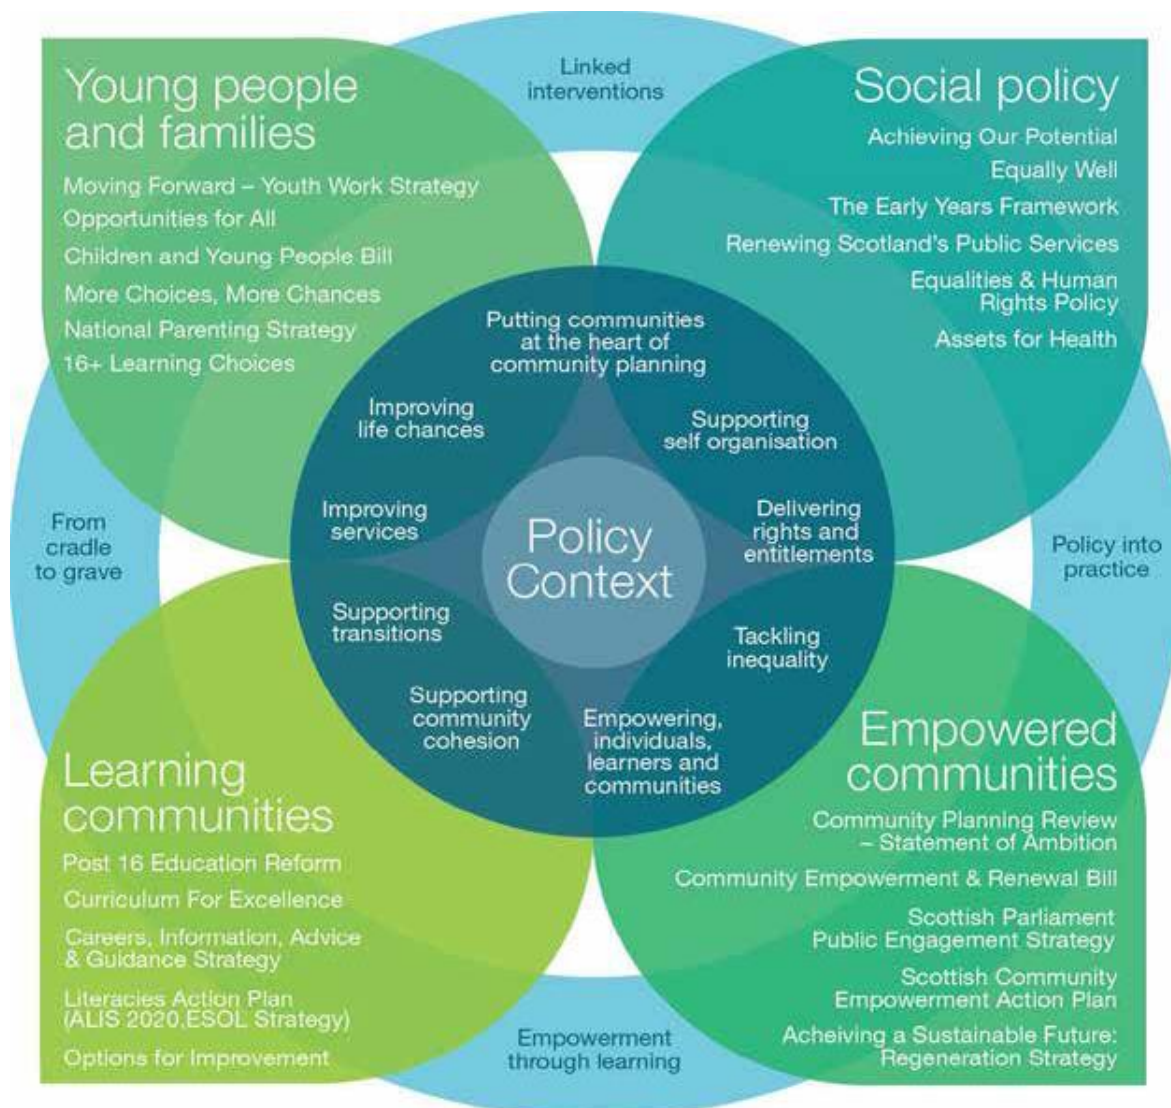 Linked
interventions
Young people
and families
Moving Forward – Youth Work Strategy
Opportunities for All
Children and Young People Bill
More Choices, More Chances
National Parenting Strategy
16+ Learning Choices
Social policy
Achieving Our Potential
Equally Well
The Early Years Framework
Renewing Scotland's Public Services
Equalities & Human
Rights Policy
Assets for Health
Putting communities
at the heart of
community planning
Improving
life chances
Supporting
self organisation
Improving
services
Delivering
rights and
entitlements
Policy
Context
Supporting
transitions
Tackling
inequality
Supporting
community
cohesion
Empowering,
individuals,
learners and
communities
From
cradle
to grave
Policy into
practice
Learning
communities
Post 16 Education Reform
Curriculum For Excellence
Careers, Information, Advice
& Guidance Strategy
Literacies Action Plan
(ALIS 2020,ESOL Strategy)
Options for Improvement
Empowered
communities
Community Planning Review
– Statement of Ambition
Community Empowerment & Renewal Bill
Scottish Parliament
Public Engagement Strategy
Scottish Community
Empowerment Action Plan
Acheiving a Sustainable Future:
Regeneration Strategy
Empowerment
through learning